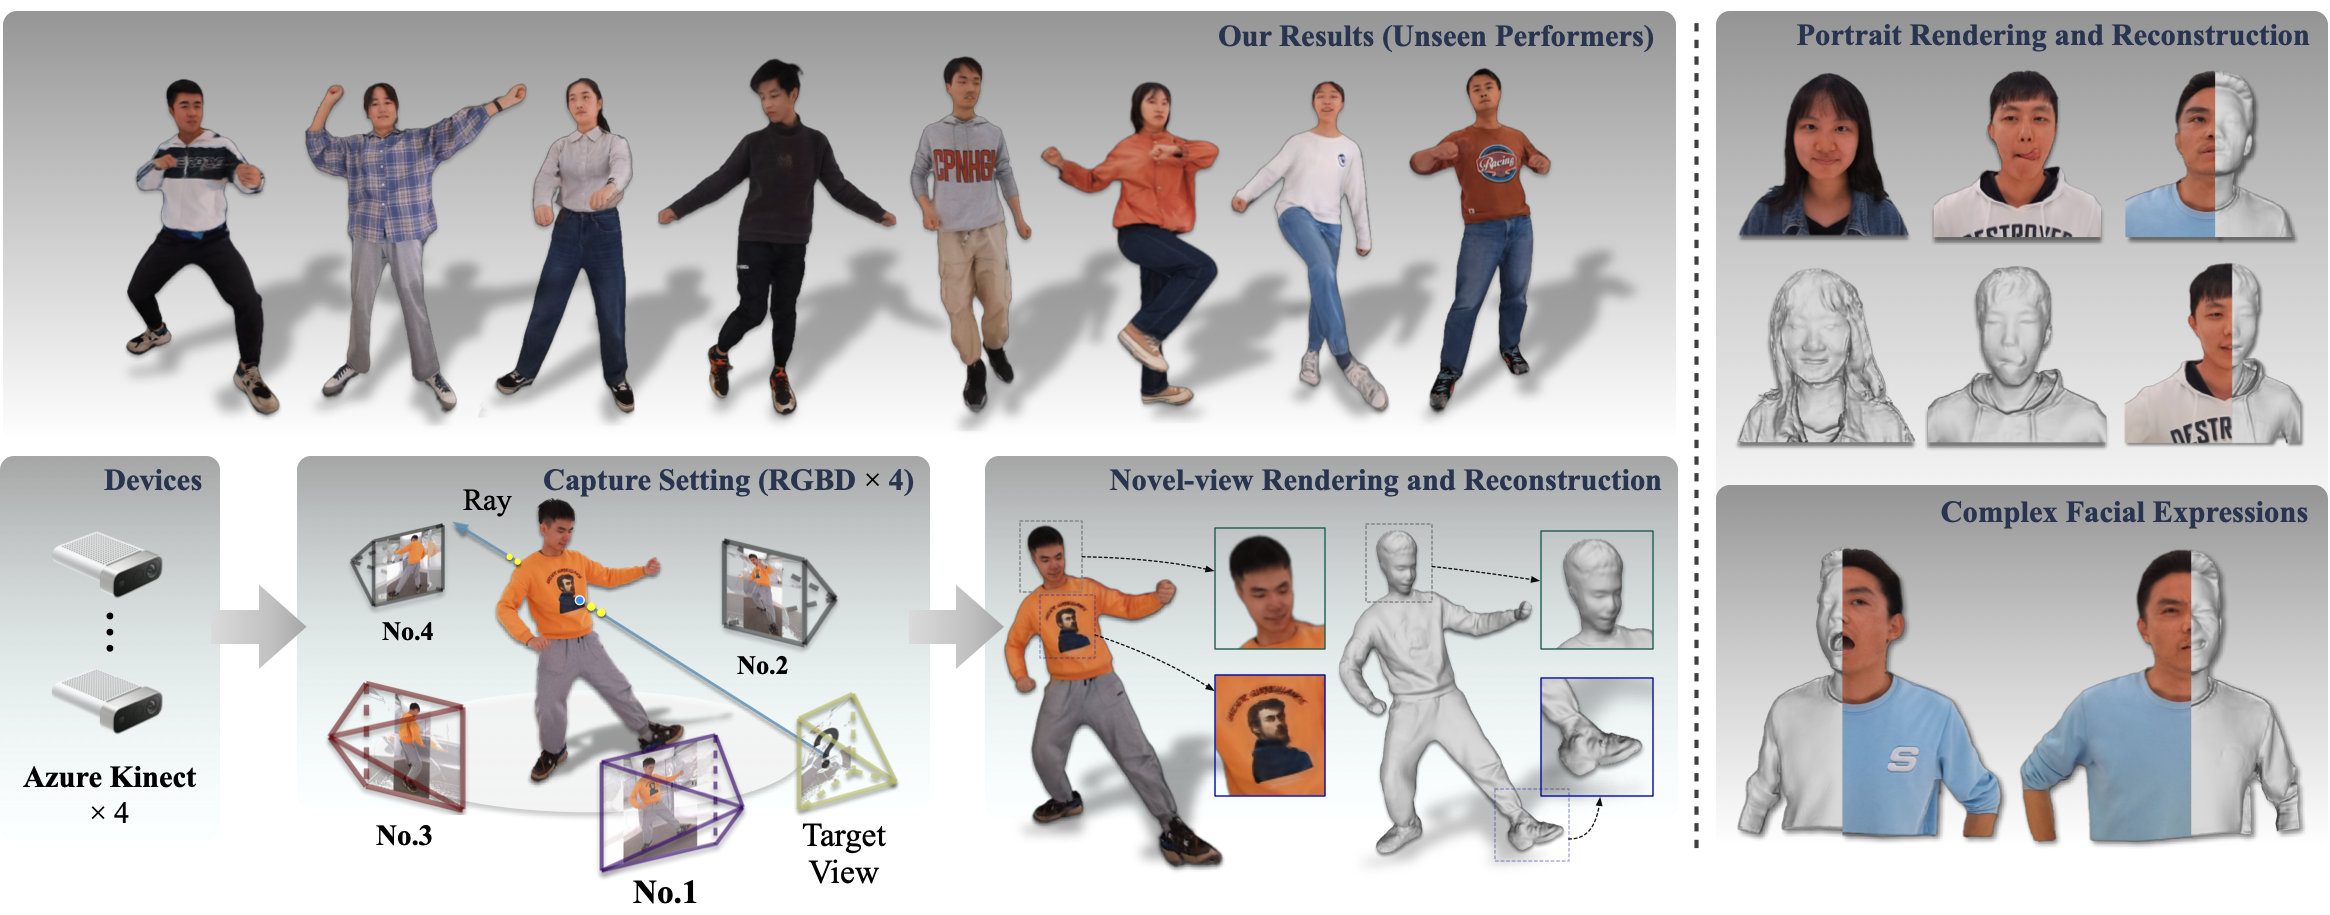 Our Results (Unseen Performers)
CPNHG
Racing
Portrait Rendering and Reconstruction
DESTR
Devices
Azure Kinect
× 4
Capture Setting (RGBD × 4)
Ray
No.4
No.2
No.3
No.1
?
Target
View
Novel-view Rendering and Reconstruction
Complex Facial Expressions
S